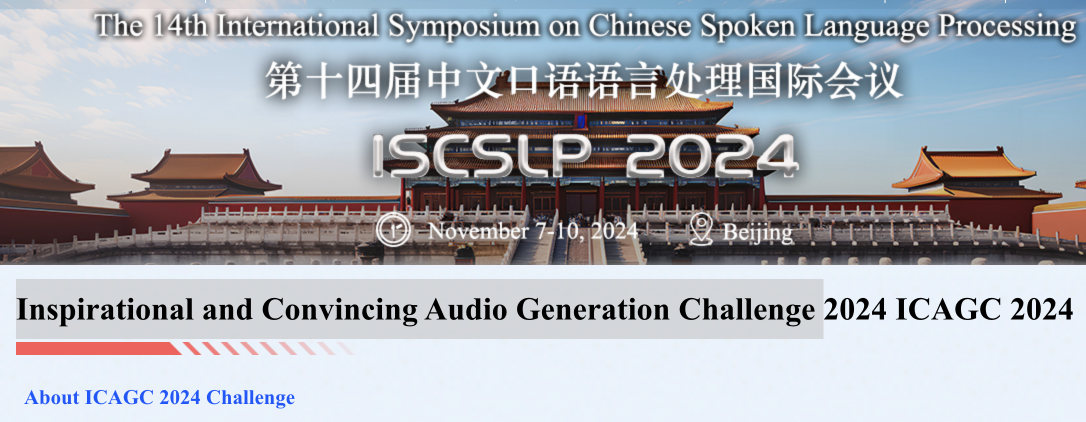 The 14th International Symposium on Chinese Spoken Language Processing
第十四届中文口语语言处理国际会议
ISCSLP 2024
November 7-10, 2024 Beijing
Inspirational and Convincing Audio Generation Challenge 2024 ICAGC 2024
About ICAGC 2024 Challenge